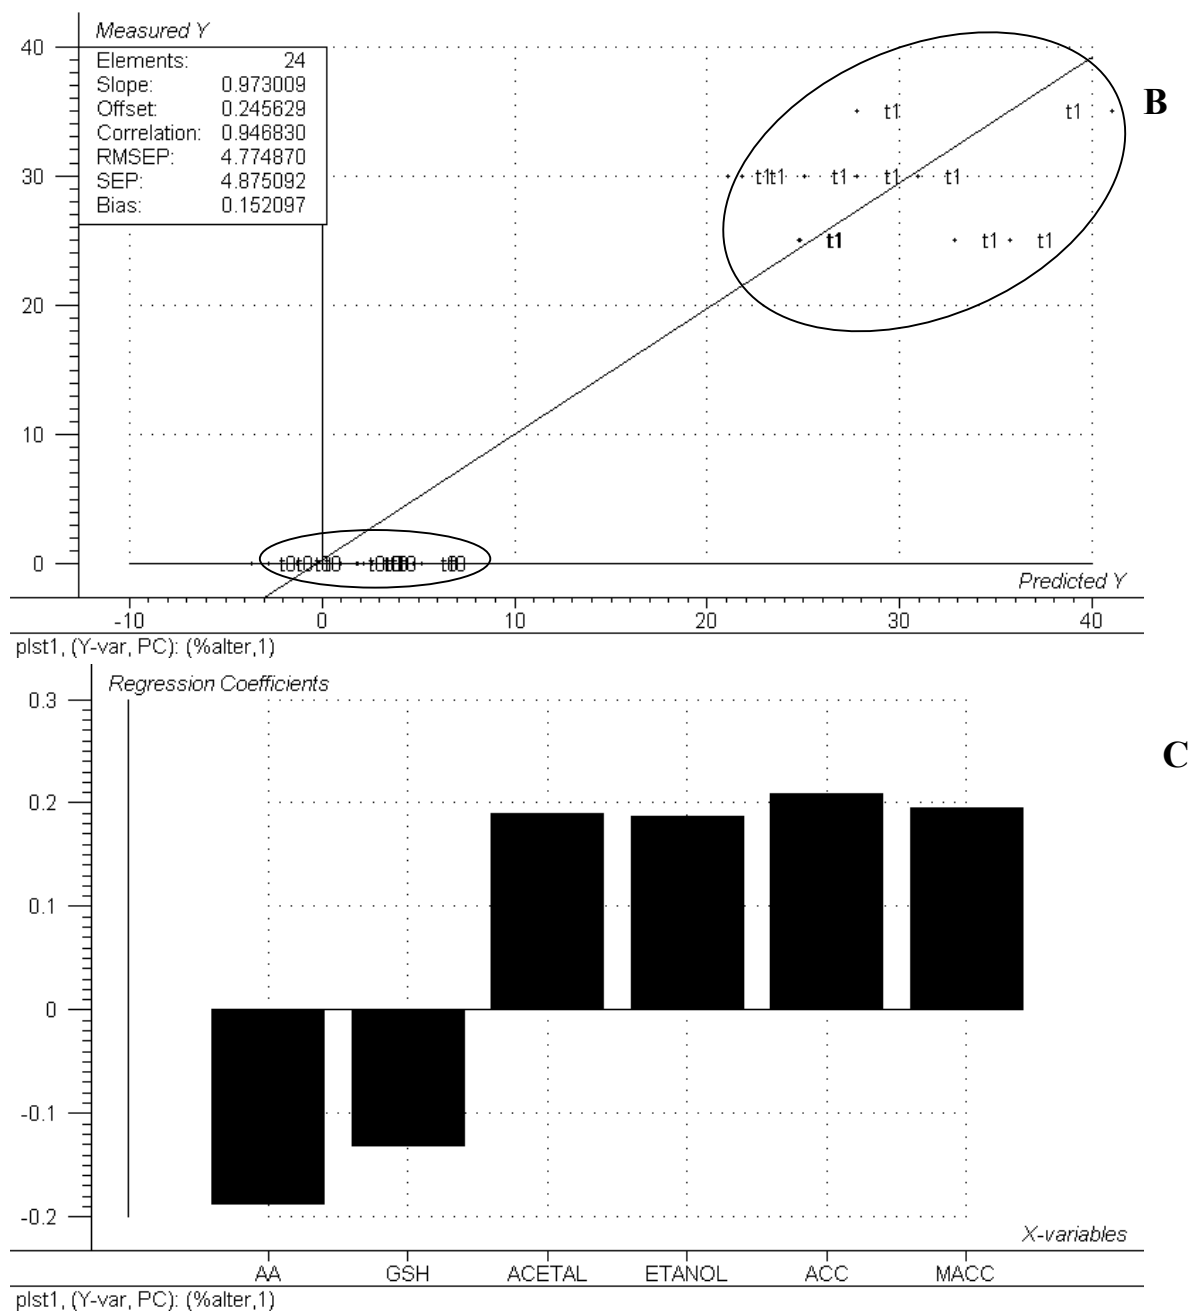 Measured Y
40
Elements: 24
Slope: 0.973009
Offset: 0.245629
Correlation: 0.946830
RMSEP: 4.774870
SEP: 4.875092
Bias: 0.152097
B
t1 t1
30
t1 t1 t1 t1 t1
t1 t1 t1
20
10
0
Predicted Y
-10 0 10 20 30 40
plst1, (Y-var, PC): (%alter,1)
Regression Coefficients
0.3
C
0.2
0.1
0
-0.1
-0.2
X-variables
AA GSH ACETAL ETANOL ACC MACC
plst1, (Y-var, PC): (%alter,1)